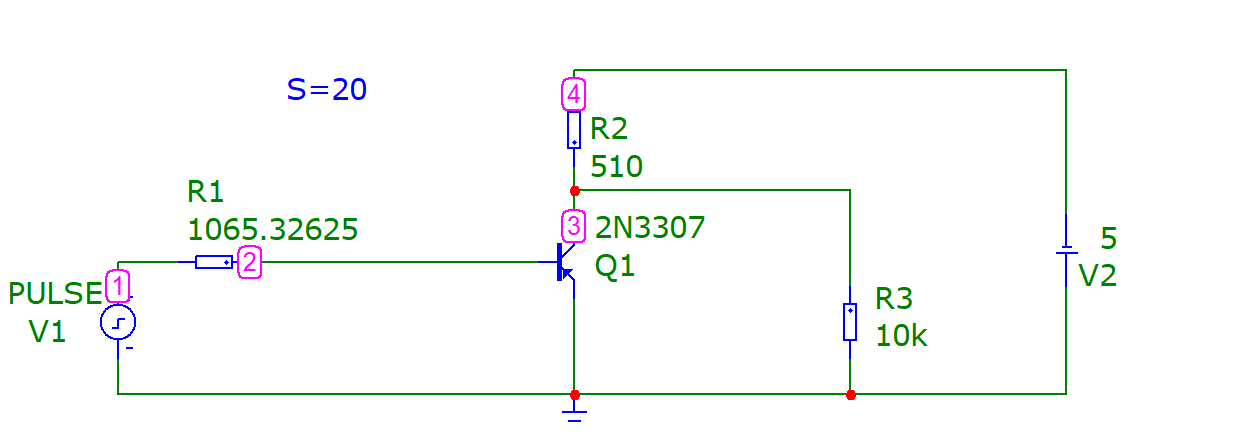 S=20
4
R2
510
R1
1065.32625
3
2N3307
Q1
2
1
PULSE
V1
5
V2
R3
10k